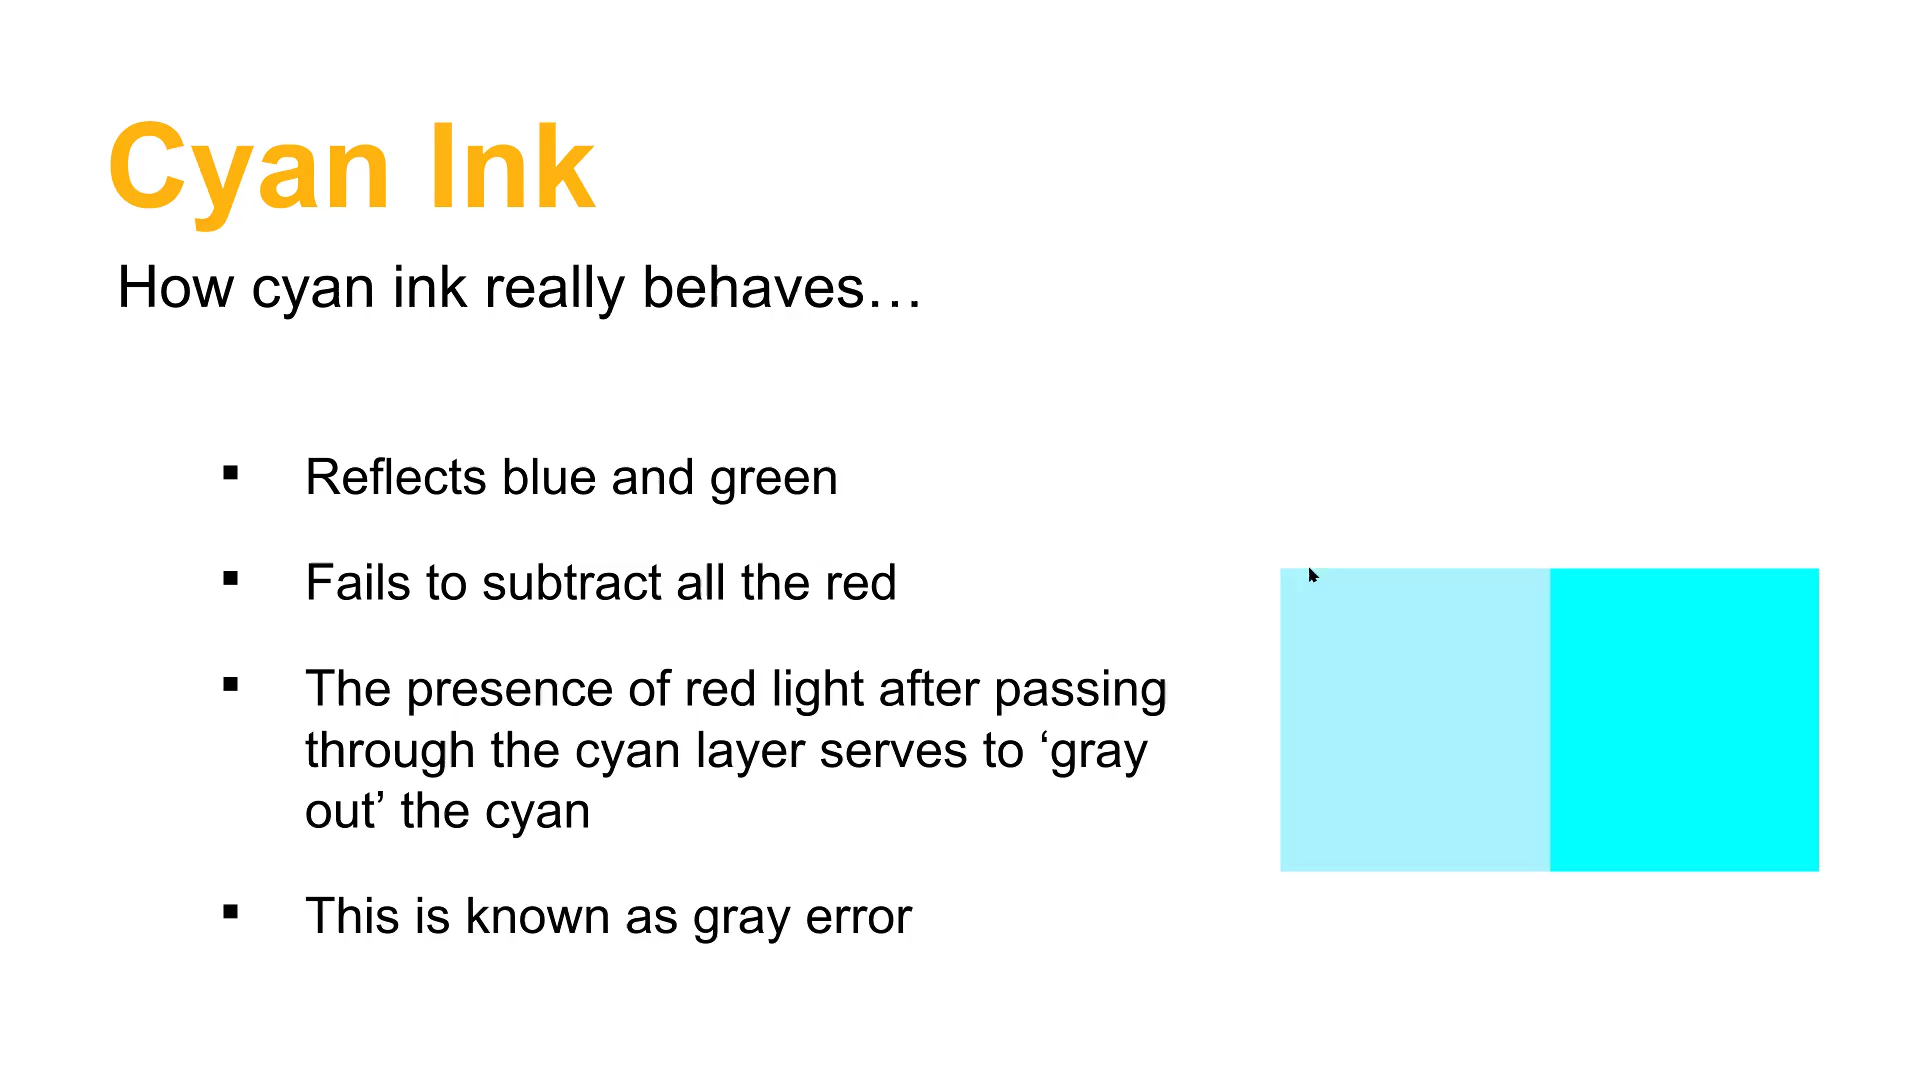 Cyan Ink
How cyan ink really behaves…
▪ Reflects blue and green
▪ Fails to subtract all the red
▪ The presence of red light after passing
through the cyan layer serves to ‘gray
out’ the cyan
▪ This is known as gray error